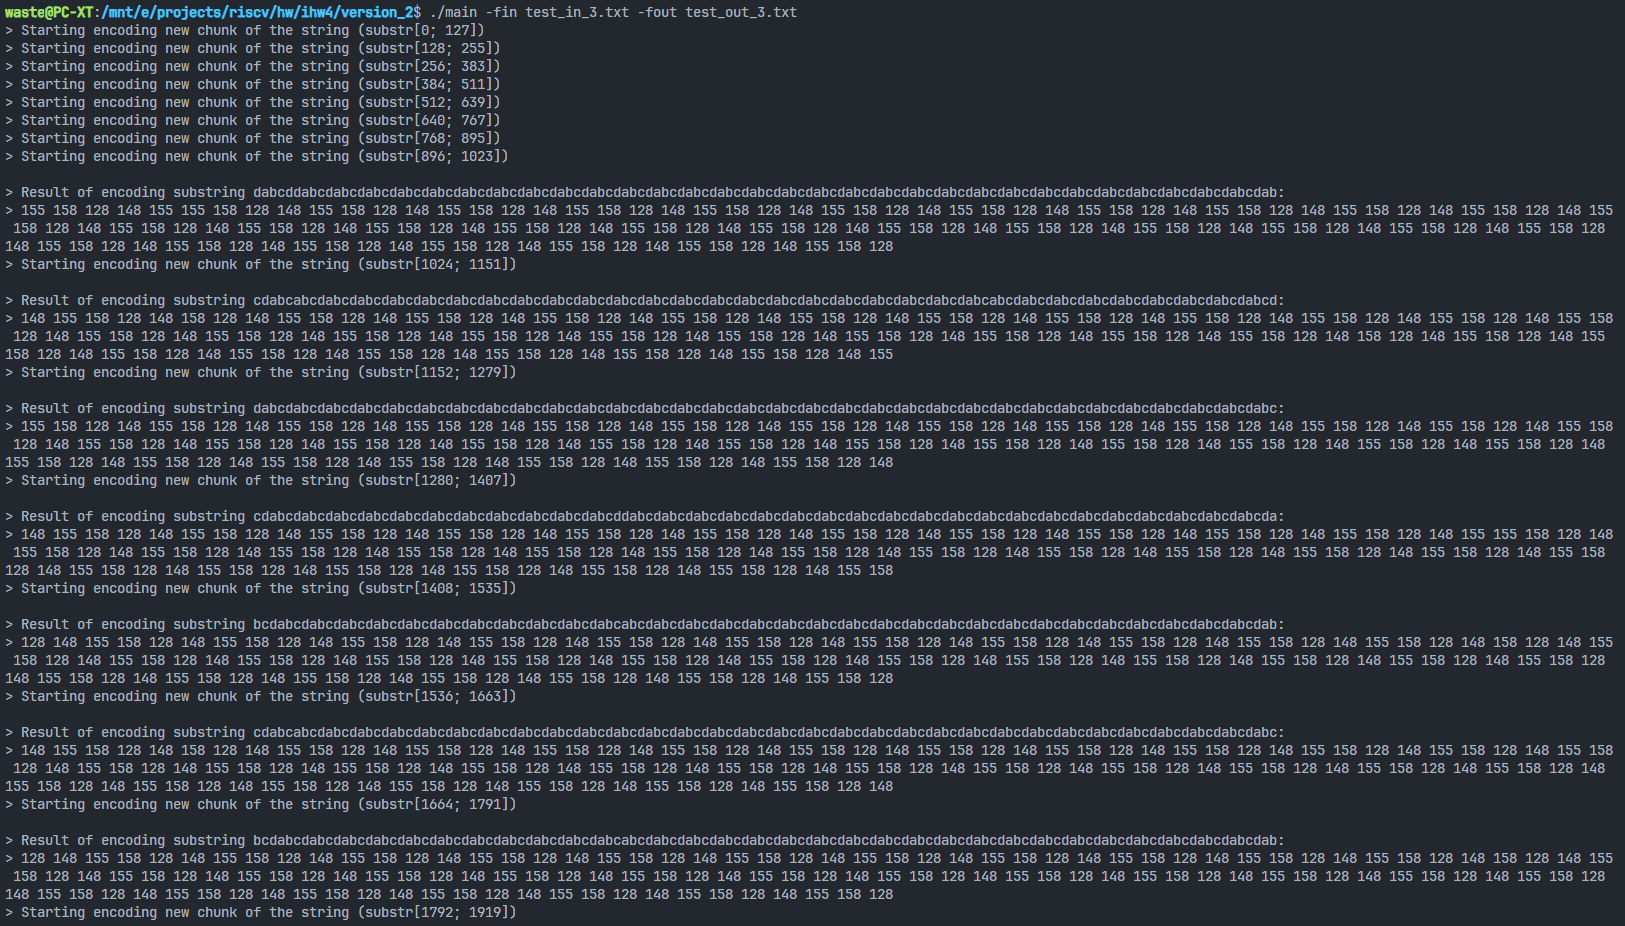 waste@PC-XT:/mnt/e/projects/riscv/hw/ihw4/version_2$ ./main -fin test_in_3.txt -fout test_out_3.txt
> Starting encoding new chunk of the string (substr[0; 127])
> Starting encoding new chunk of the string (substr[128; 255])
> Starting encoding new chunk of the string (substr[256; 383])
> Starting encoding new chunk of the string (substr[384; 511])
> Starting encoding new chunk of the string (substr[512; 639])
> Starting encoding new chunk of the string (substr[640; 767])
> Starting encoding new chunk of the string (substr[768; 895])
> Starting encoding new chunk of the string (substr[896; 1023])
> Result of encoding substring dabcddabcdabcdabcdabcdabcdabcdabcdabcdabcdabcdabcdabcdabcdabcdabcdabcdabcdabcdabcdabcdabcdabcdabcdabcdabcdabcdabcdabcdabcdabcdab:
> 155 158 128 148 155 155 158 128 148 155 158 128 148 155 158 128 148 155 158 128 148 155 158 128 148 155 158 128 148 155 158 128 148 155 158 128 148 155 158 128 148 155 158 128 148 155 158 128 148 155
158 128 148 155 158 128 148 155 158 128 148 155 158 128 148 155 158 128 148 155 158 128 148 155 158 128 148 155 158 128 148 155 158 128 148 155 158 128 148 155 158 128 148 155 158 128 148 155 158 128
148 155 158 128 148 155 158 128 148 155 158 128 148 155 158 128 148 155 158 128 148 155 158 128 148 155 158 128
> Starting encoding new chunk of the string (substr[1024; 1151])
> Result of encoding substring cdabcabcdabcdabcdabcdabcdabcdabcdabcdabcdabcdabcdabcdabcdabcdabcdabcdabcdabcdabcdabcdabcdabcabcdabcdabcdabcdabcdabcdabcdabcdabcd:
> 148 155 158 128 148 158 128 148 155 158 128 148 155 158 128 148 155 158 128 148 155 158 128 148 155 158 128 148 155 158 128 148 155 158 128 148 155 158 128 148 155 158 128 148 155 158 128 148 155 158
128 148 155 158 128 148 155 158 128 148 155 158 128 148 155 158 128 148 155 158 128 148 155 158 128 148 155 158 128 148 155 158 128 148 155 158 128 148 155 158 128 148 158 128 148 155 158 128 148 155
158 128 148 155 158 128 148 155 158 128 148 155 158 128 148 155 158 128 148 155 158 128 148 155 158 128 148 155
> Starting encoding new chunk of the string (substr[1152; 1279])
> Result of encoding substring dabcdabcdabcdabcdabcdabcdabcdabcdabcdabcdabcdabcdabcdabcdabcdabcdabcdabcdabcdabcdabcdabcdabcdabcdabcdabcdabcdabcdabcdabcdabcdabc:
> 155 158 128 148 155 158 128 148 155 158 128 148 155 158 128 148 155 158 128 148 155 158 128 148 155 158 128 148 155 158 128 148 155 158 128 148 155 158 128 148 155 158 128 148 155 158 128 148 155 158
128 148 155 158 128 148 155 158 128 148 155 158 128 148 155 158 128 148 155 158 128 148 155 158 128 148 155 158 128 148 155 158 128 148 155 158 128 148 155 158 128 148 155 158 128 148 155 158 128 148
155 158 128 148 155 158 128 148 155 158 128 148 155 158 128 148 155 158 128 148 155 158 128 148 155 158 128 148
> Starting encoding new chunk of the string (substr[1280; 1407])
> Result of encoding substring cdabcdabcdabcdabcdabcdabcdabcdabcdabcdabcdabcddabcdabcdabcdabcdabcdabcdabcdabcdabcdabcdabcdabcdabcdabcdabcdabcdabcdabcdabcdabcda:
> 148 155 158 128 148 155 158 128 148 155 158 128 148 155 158 128 148 155 158 128 148 155 158 128 148 155 158 128 148 155 158 128 148 155 158 128 148 155 158 128 148 155 158 128 148 155 155 158 128 148
155 158 128 148 155 158 128 148 155 158 128 148 155 158 128 148 155 158 128 148 155 158 128 148 155 158 128 148 155 158 128 148 155 158 128 148 155 158 128 148 155 158 128 148 155 158 128 148 155 158
128 148 155 158 128 148 155 158 128 148 155 158 128 148 155 158 128 148 155 158 128 148 155 158 128 148 155 158
> Starting encoding new chunk of the string (substr[1408; 1535])
> Result of encoding substring bcdabcdabcdabcdabcdabcdabcdabcdabcdabcdabcdabcabcdabcdabcdabcdabcdabcdabcdabcdabcdabcdabcdabcdabcdabcdabcdabcdabcdabcdabcdabcdab:
> 128 148 155 158 128 148 155 158 128 148 155 158 128 148 155 158 128 148 155 158 128 148 155 158 128 148 155 158 128 148 155 158 128 148 155 158 128 148 155 158 128 148 155 158 128 148 158 128 148 155
158 128 148 155 158 128 148 155 158 128 148 155 158 128 148 155 158 128 148 155 158 128 148 155 158 128 148 155 158 128 148 155 158 128 148 155 158 128 148 155 158 128 148 155 158 128 148 155 158 128
148 155 158 128 148 155 158 128 148 155 158 128 148 155 158 128 148 155 158 128 148 155 158 128 148 155 158 128
> Starting encoding new chunk of the string (substr[1536; 1663])
> Result of encoding substring cdabcabcdabcdabcdabcdabcdabcdabcdabcdabcdabcdabcdabcdabcdabcdabcdabcdabcdabcdabcdabcdabcdabcdabcdabcdabcdabcdabcdabcdabcdabcdabc:
> 148 155 158 128 148 158 128 148 155 158 128 148 155 158 128 148 155 158 128 148 155 158 128 148 155 158 128 148 155 158 128 148 155 158 128 148 155 158 128 148 155 158 128 148 155 158 128 148 155 158
128 148 155 158 128 148 155 158 128 148 155 158 128 148 155 158 128 148 155 158 128 148 155 158 128 148 155 158 128 148 155 158 128 148 155 158 128 148 155 158 128 148 155 158 128 148 155 158 128 148
155 158 128 148 155 158 128 148 155 158 128 148 155 158 128 148 155 158 128 148 155 158 128 148 155 158 128 148
> Starting encoding new chunk of the string (substr[1664; 1791])
> Result of encoding substring bcdabcdabcdabcdabcdabcdabcdabcdabcdabcdabcdabcabcdabcdabcdabcdabcdabcdabcdabcdabcdabcdabcdabcdabcdabcdabcdabcdabcdabcdabcdabcdab:
> 128 148 155 158 128 148 155 158 128 148 155 158 128 148 155 158 128 148 155 158 128 148 155 158 128 148 155 158 128 148 155 158 128 148 155 158 128 148 155 158 128 148 155 158 128 148 158 128 148 155
158 128 148 155 158 128 148 155 158 128 148 155 158 128 148 155 158 128 148 155 158 128 148 155 158 128 148 155 158 128 148 155 158 128 148 155 158 128 148 155 158 128 148 155 158 128 148 155 158 128
148 155 158 128 148 155 158 128 148 155 158 128 148 155 158 128 148 155 158 128 148 155 158 128 148 155 158 128
> Starting encoding new chunk of the string (substr[1792; 1919])